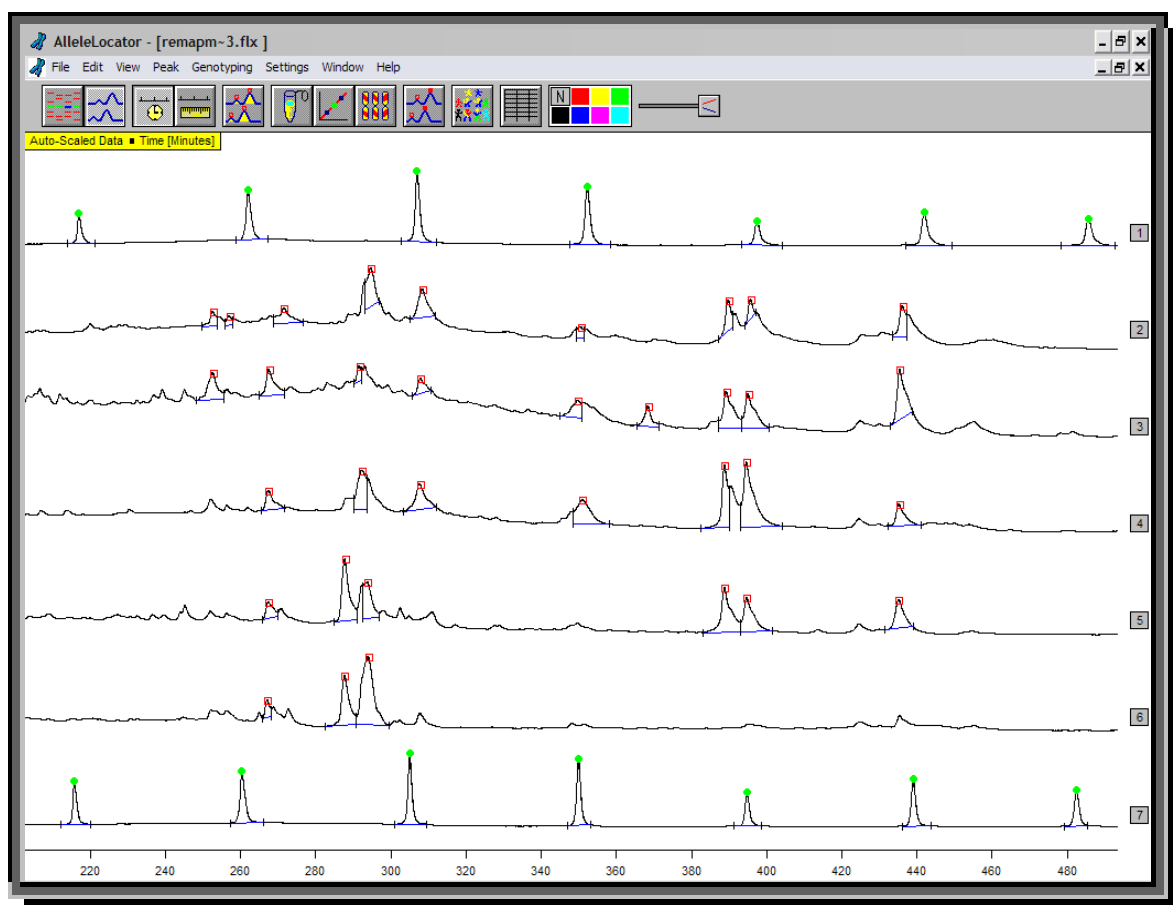 AlleleLocator - [remapm~3.flx ]
File Edit View Peak Genotyping Settings Window Help
N
Auto-Scaled Data ■ Time [Minutes]
1
2
3
4
5
6
7
220 240 260 280 300 320 340 360 380 400 420 440 460 480